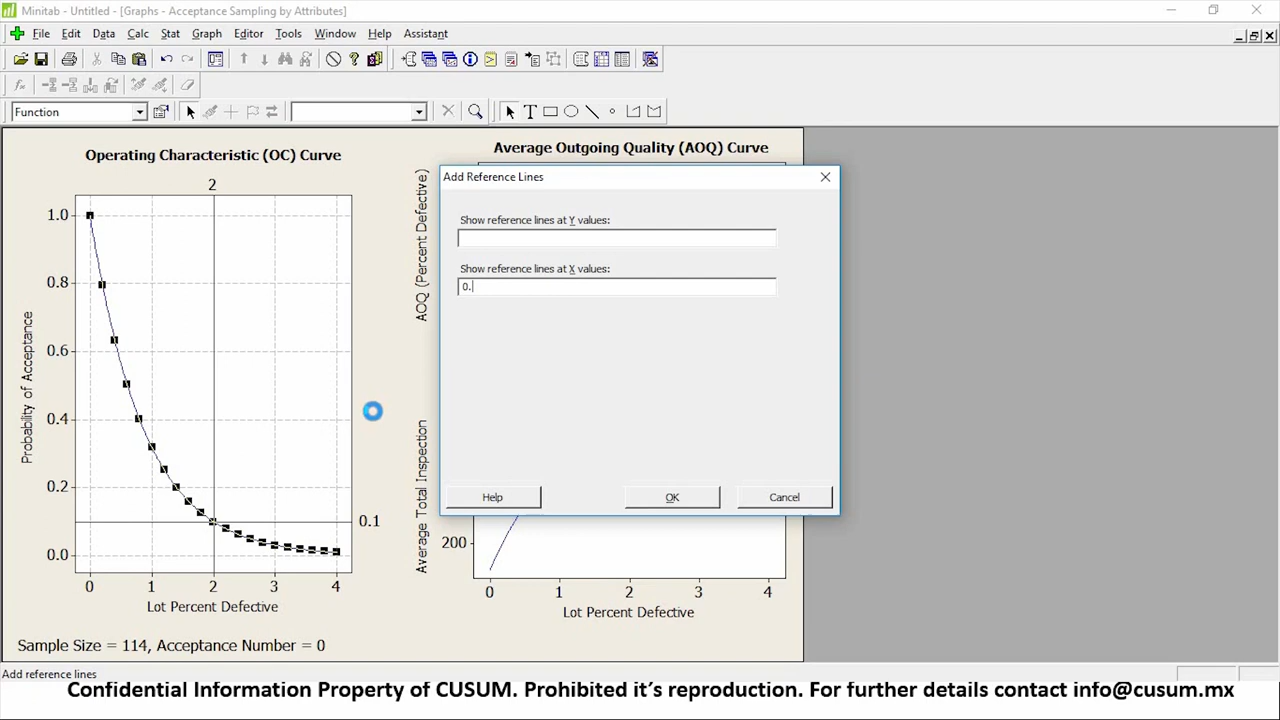 Minitab - Untitled - [Graphs - Acceptance Sampling by Attributes]
File Edit Data Calc Stat Graph Editor Tools Window Help Assistant
Function
Operating Characteristic (OC) Curve
2
1.0
0.8
0.6
0.4
0.2
0.0
Probability of Acceptance
0.1
0 1 2 3 4
Lot Percent Defective
Sample Size = 114, Acceptance Number = 0
Average Outgoing Quality (AOQ) Curve
AOQ (Percent Defective)
Add Reference Lines
Show reference lines at Y values:
Show reference lines at X values:
0.
Help OK Cancel
Average Total Inspection
200
0 1 2 3 4
Lot Percent Defective
Add reference lines
Confidential Information Property of CUSUM. Prohibited it's reproduction. For further details contact info@cusum.mx